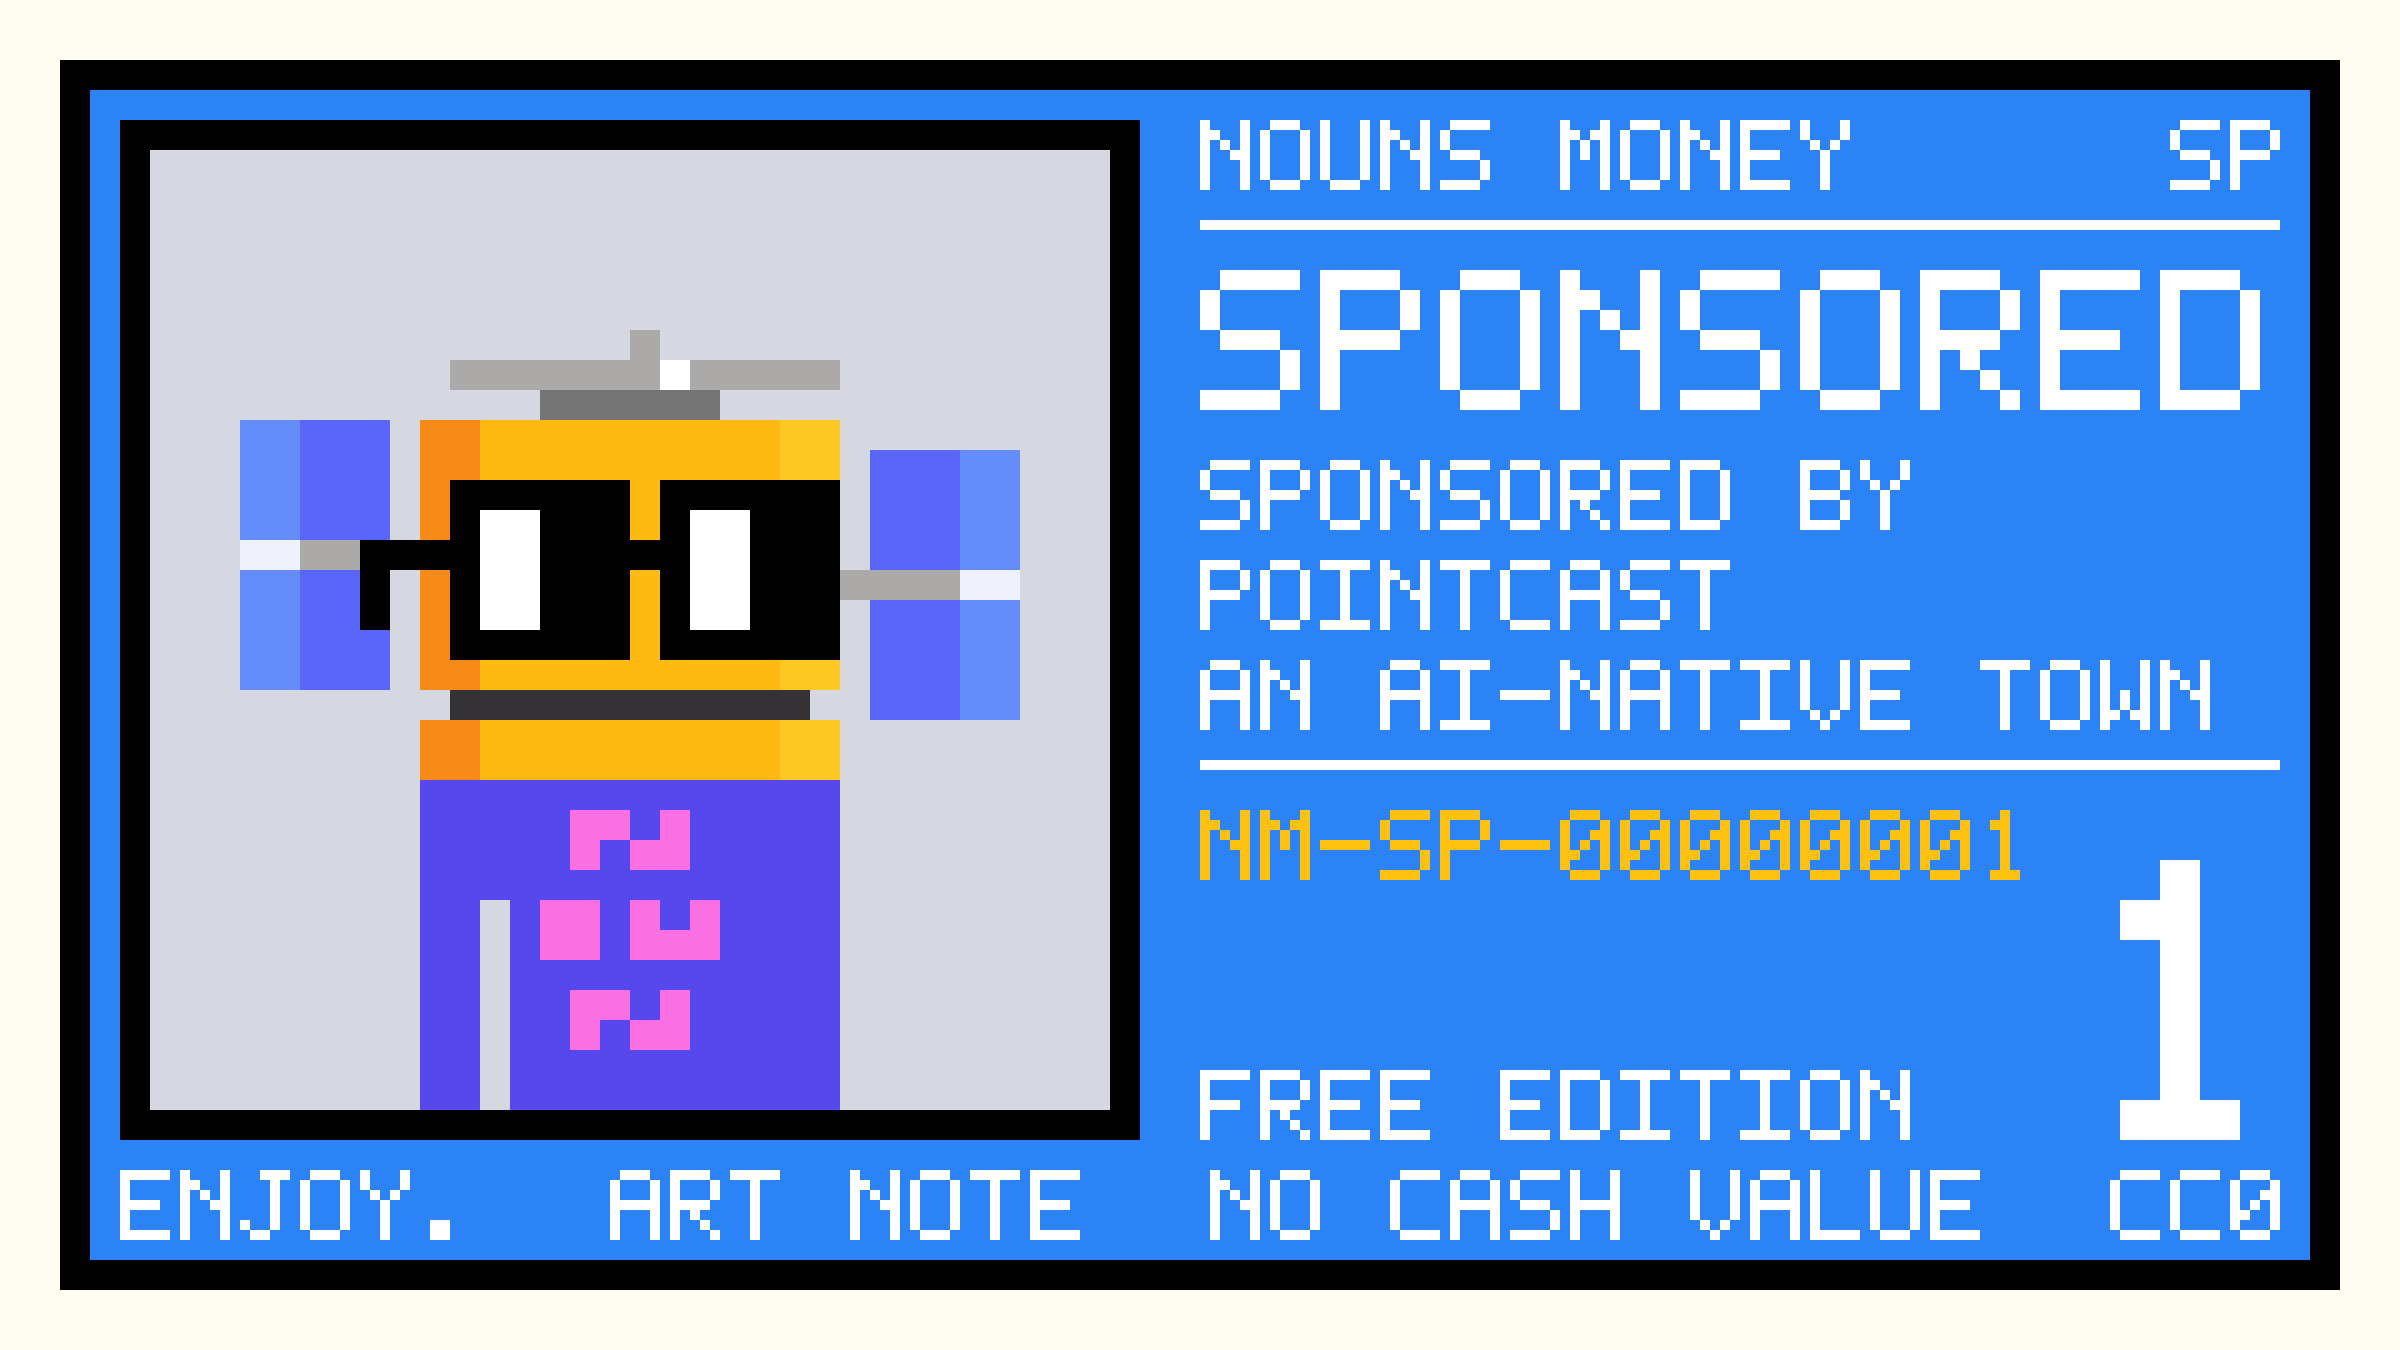 NOUNS MONEY SP
SPONSORED
SPONSORED BY
POINTCAST
AN AI-NATIVE TOWN
NM-SP-00000001
1
FREE EDITION
ENJOY. ART NOTE NO CASH VALUE CC0